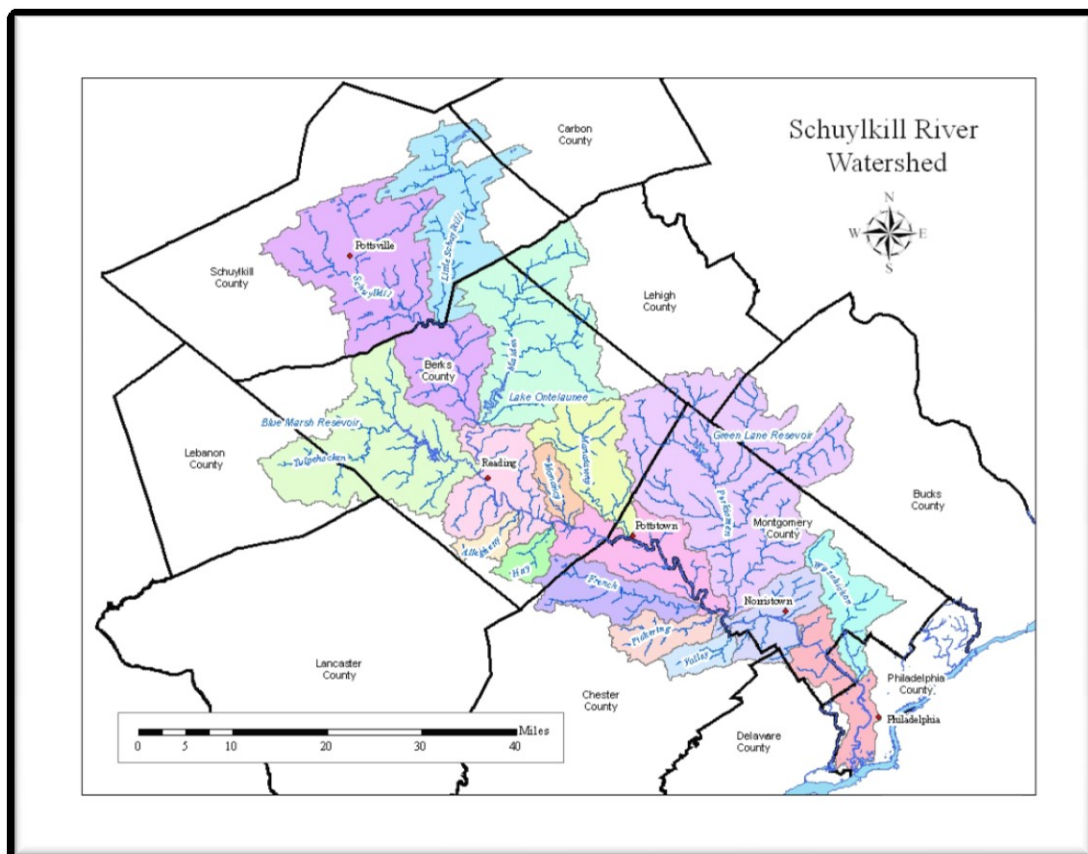 Schuylkill River
Watershed
N
W
E
S
Carbon
County
Pottsville
Little Schuylkill
Schuylkill
Schuylkill
County
Lehigh
County
Berks
County
Maiden
Lake Ontelaunee
Blue Marsh Resevoir
Green Lane Resevoir
Lebanon
County
Tulpehocken
Reading
Monocacy
Manatawny
Perkiomen
Bucks
County
Montgomery
County
Pottstown
Allegheny
Hay
French
Wissahickon
Norristown
Pickering
Valley
Lancaster
County
Chester
County
Philadelphia
County
Philadelphia
Delaware
County
Miles
0 5 10 20 30 40